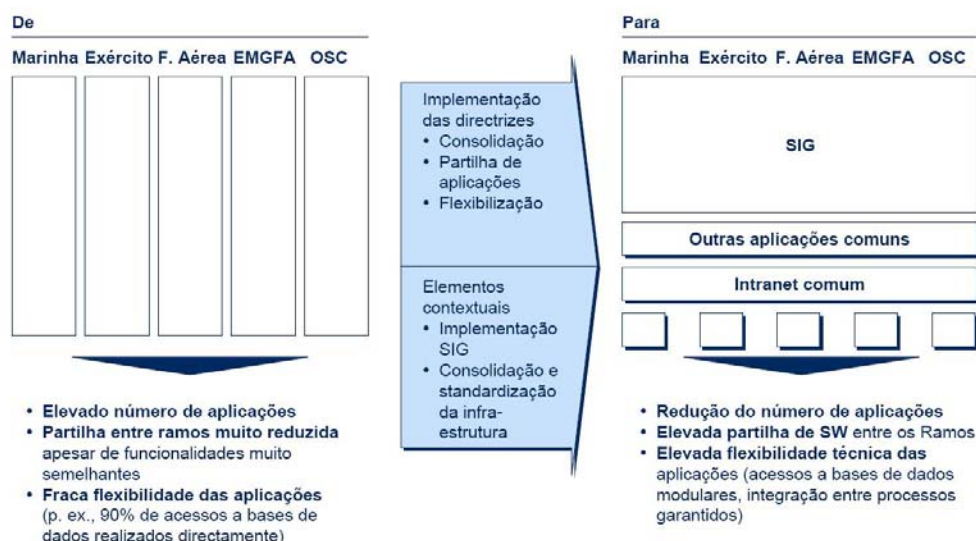 De
Marinha Exército F. Aérea EMGFA OSC
• Elevado número de aplicações
• Partilha entre ramos muito reduzida
apesar de funcionalidades muito
semelhantes
• Fraca flexibilidade das aplicações
(p. ex., 90% de acessos a bases de
dados realizados directamente)
Implementação
das directrizes
• Consolidação
• Partilha de
aplicações
• Flexibilização
Elementos
contextuais
• Implementação
SIG
• Consolidação e
standardização
da infra-
estrutura
Para
Marinha Exército F. Aérea EMGFA OSC
SIG
Outras aplicações comuns
Intranet comum
• Redução do número de aplicações
• Elevada partilha de SW entre os Ramos
• Elevada flexibilidade técnica das
aplicações (acessos a bases de dados
modulares, integração entre processos
garantidos)